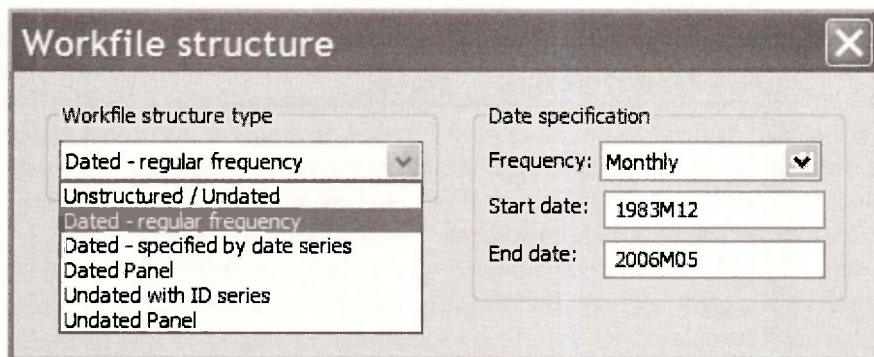 Workfile structure
Workfile structure type
Dated - regular frequency
Unstructured / Undated
Dated - regular frequency
Dated - specified by date series
Dated Panel
Undated with ID series
Undated Panel
Date specification
Frequency: Monthly
Start date: 1983M12
End date: 2006M05